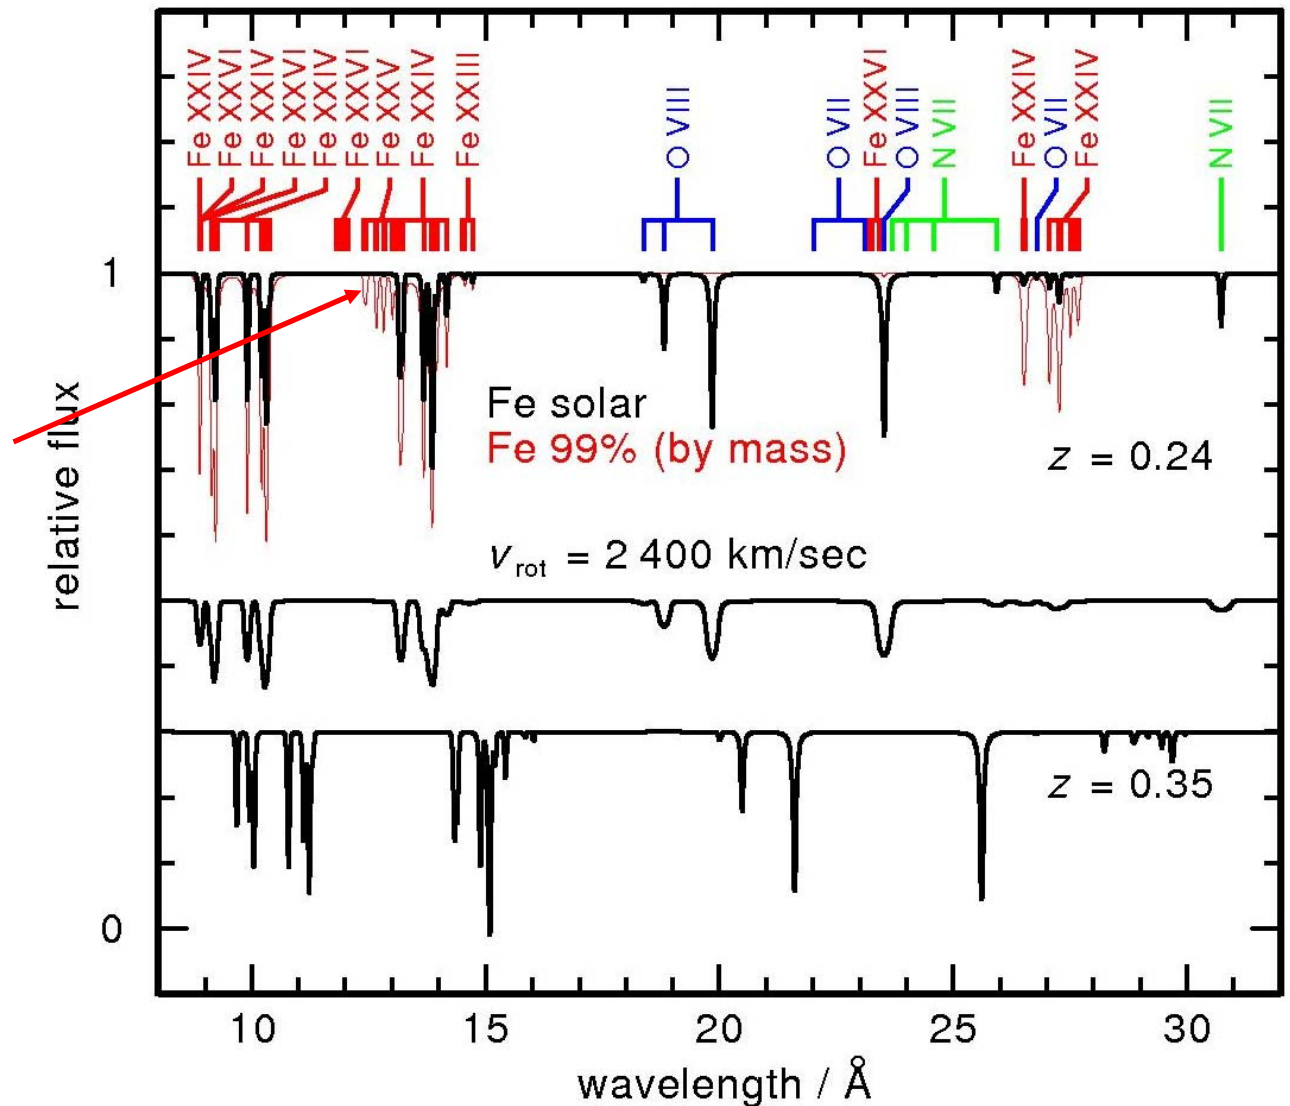 Fe XXIV
Fe XXVI
Fe XXIV
Fe XXVI
Fe XXIV
Fe XXVI
Fe XXV
Fe XXIV
Fe XXIII
O VIII
O VII
Fe XXVI
O VIII
N VII
Fe XXIV
O VII
Fe XXIV
N VII
1
relative flux
Fe solar
Fe 99% (by mass)
z = 0.24
vrot = 2 400 km/sec
z = 0.35
0
10 15 20 25 30
wavelength / Å